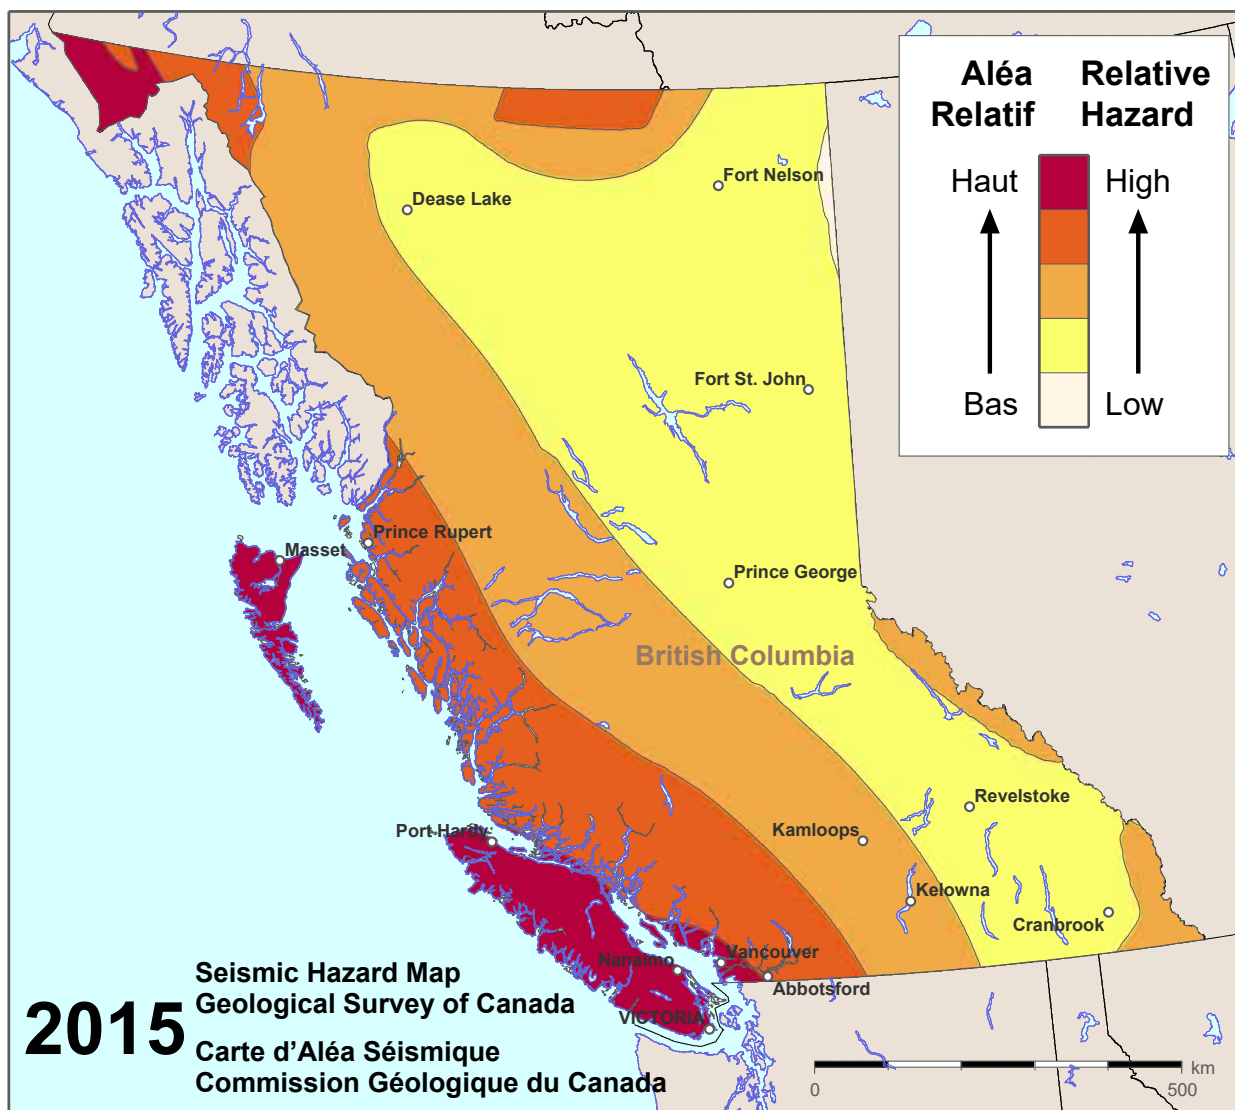 Aléa Relative
Relatif Hazard
Haut High
Bas Low
Fort Nelson
Dease Lake
Fort St. John
Prince Rupert
Masset
Prince George
British Columbia
Revelstoke
Port Hardy
Kamloops
Kelowna
Cranbrook
Vancouver
Nanaimo
Abbotsford
VICTORIA
2015
Seismic Hazard Map
Geological Survey of Canada
Carte d'Aléa Séismique
Commission Géologique du Canada
km
0 500